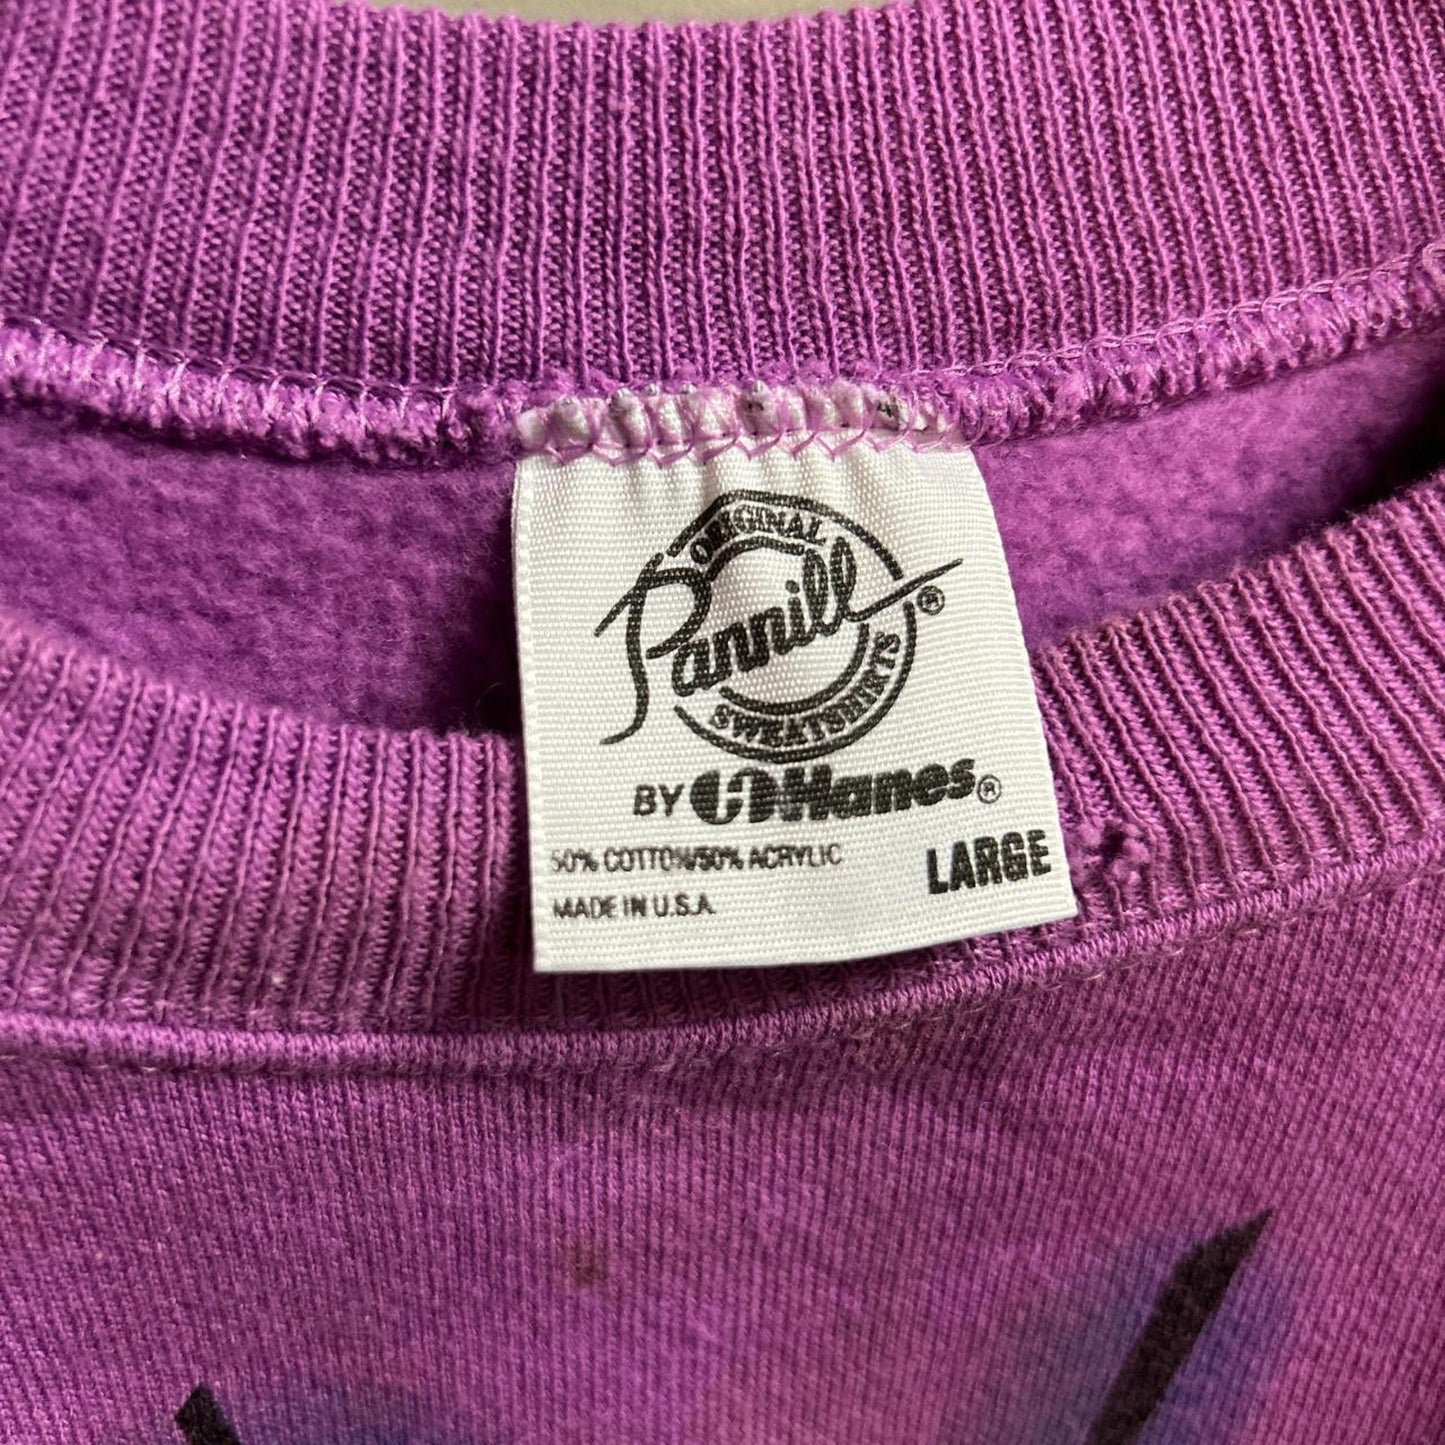 ORIGINAL
Pannill®
SWEATSHIRTS
BY H Hanes®
50% COTTON/50% ACRYLIC
LARGE
MADE IN U.S.A.